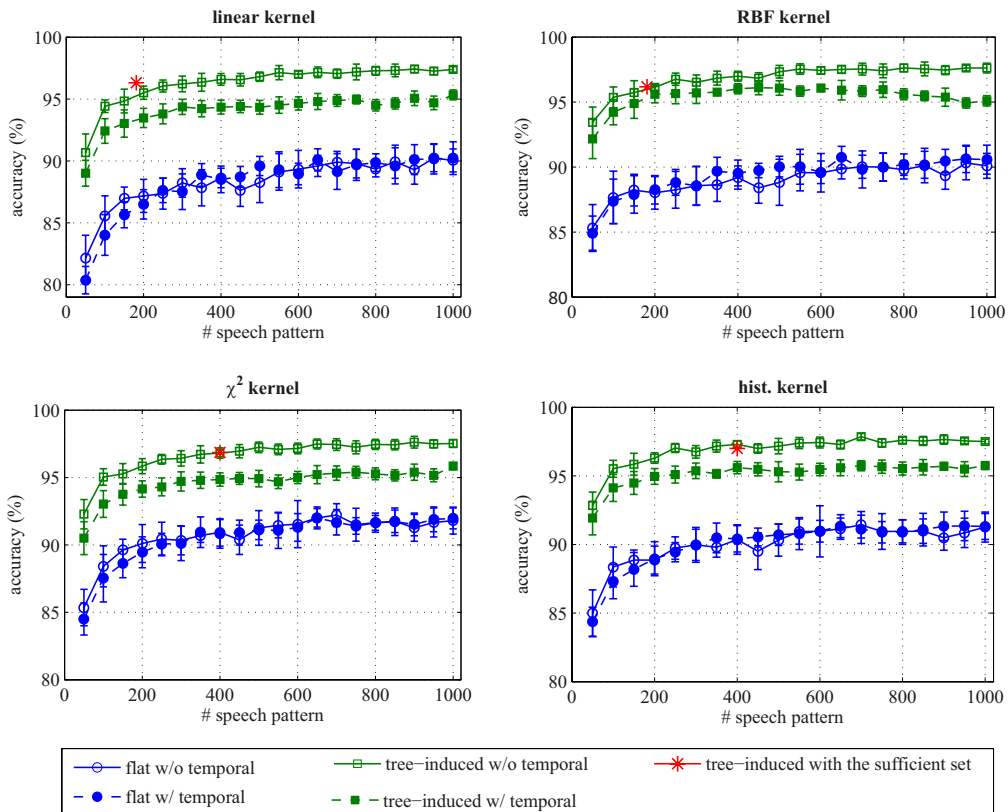 linear kernel
100
95
90
85
80
accuracy (%)
0 200 400 600 800 1000
# speech pattern
RBF kernel
100
95
90
85
80
accuracy (%)
0 200 400 600 800 1000
# speech pattern
χ² kernel
100
95
90
85
80
accuracy (%)
0 200 400 600 800 1000
# speech pattern
hist. kernel
100
95
90
85
80
accuracy (%)
0 200 400 600 800 1000
# speech pattern
flat w/o temporal
flat w/ temporal
tree−induced w/o temporal
tree−induced w/ temporal
tree−induced with the sufficient set